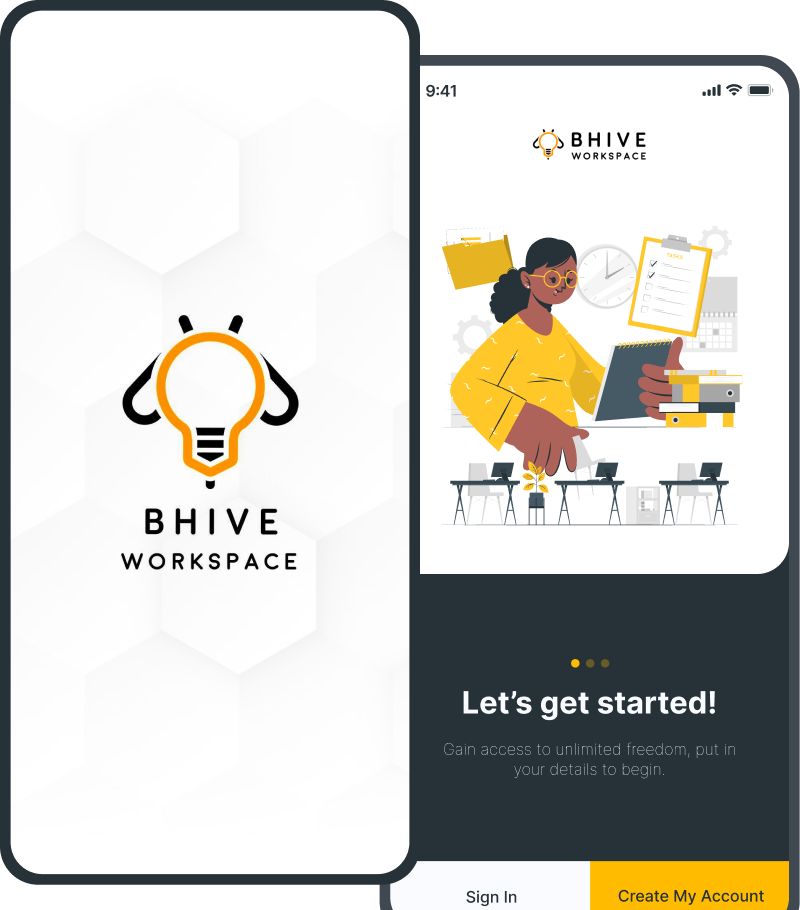 BHIVE
WORKSPACE
9:41
BHIVE
WORKSPACE
TASKS
Let’s get started!
Gain access to unlimited freedom, put in
your details to begin.
Sign In
Create My Account